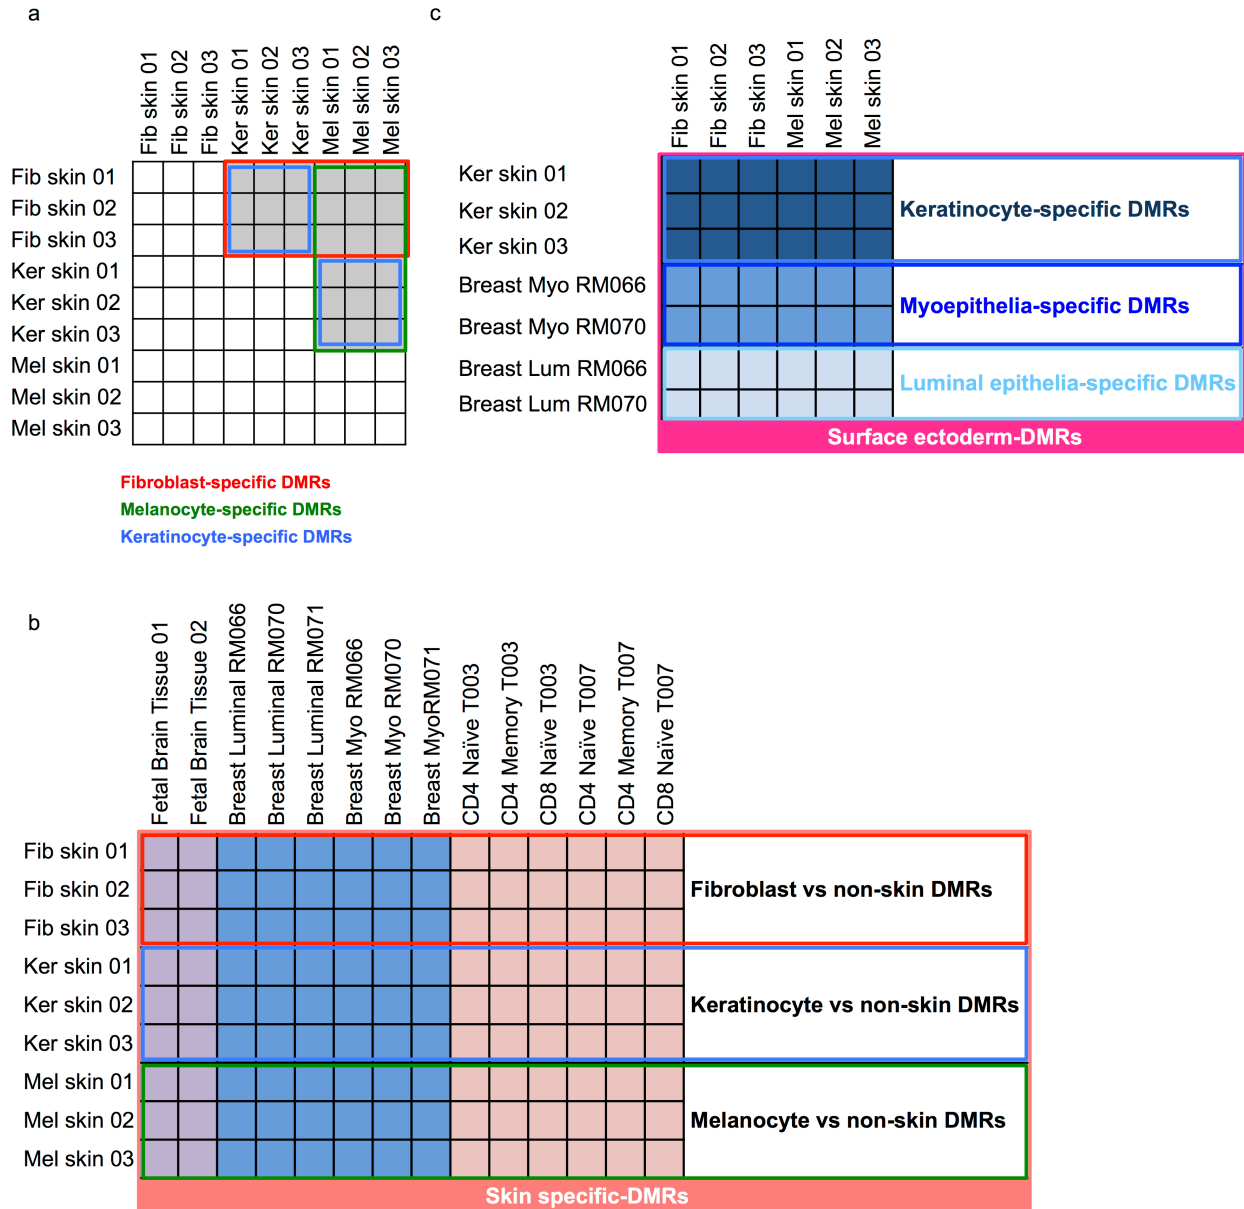 a
Fib skin 01
Fib skin 02
Fib skin 03
Ker skin 01
Ker skin 02
Ker skin 03
Mel skin 01
Mel skin 02
Mel skin 03
Fib skin 01
Fib skin 02
Fib skin 03
Ker skin 01
Ker skin 02
Ker skin 03
Mel skin 01
Mel skin 02
Mel skin 03
Fibroblast-specific DMRs
Melanocyte-specific DMRs
Keratinocyte-specific DMRs
c
Fib skin 01
Fib skin 02
Fib skin 03
Mel skin 01
Mel skin 02
Mel skin 03
Ker skin 01
Ker skin 02
Ker skin 03
Breast Myo RM066
Breast Myo RM070
Breast Lum RM066
Breast Lum RM070
Keratinocyte-specific DMRs
Myoepithelia-specific DMRs
Luminal epithelia-specific DMRs
Surface ectoderm-DMRs
b
Fetal Brain Tissue 01
Fetal Brain Tissue 02
Breast Luminal RM066
Breast Luminal RM070
Breast Luminal RM071
Breast Myo RM066
Breast Myo RM070
Breast MyoRM071
CD4 Naïve T003
CD4 Memory T003
CD8 Naïve T003
CD4 Naïve T007
CD4 Memory T007
CD8 Naïve T007
Fib skin 01
Fib skin 02
Fib skin 03
Ker skin 01
Ker skin 02
Ker skin 03
Mel skin 01
Mel skin 02
Mel skin 03
Fibroblast vs non-skin DMRs
Keratinocyte vs non-skin DMRs
Melanocyte vs non-skin DMRs
Skin specific-DMRs